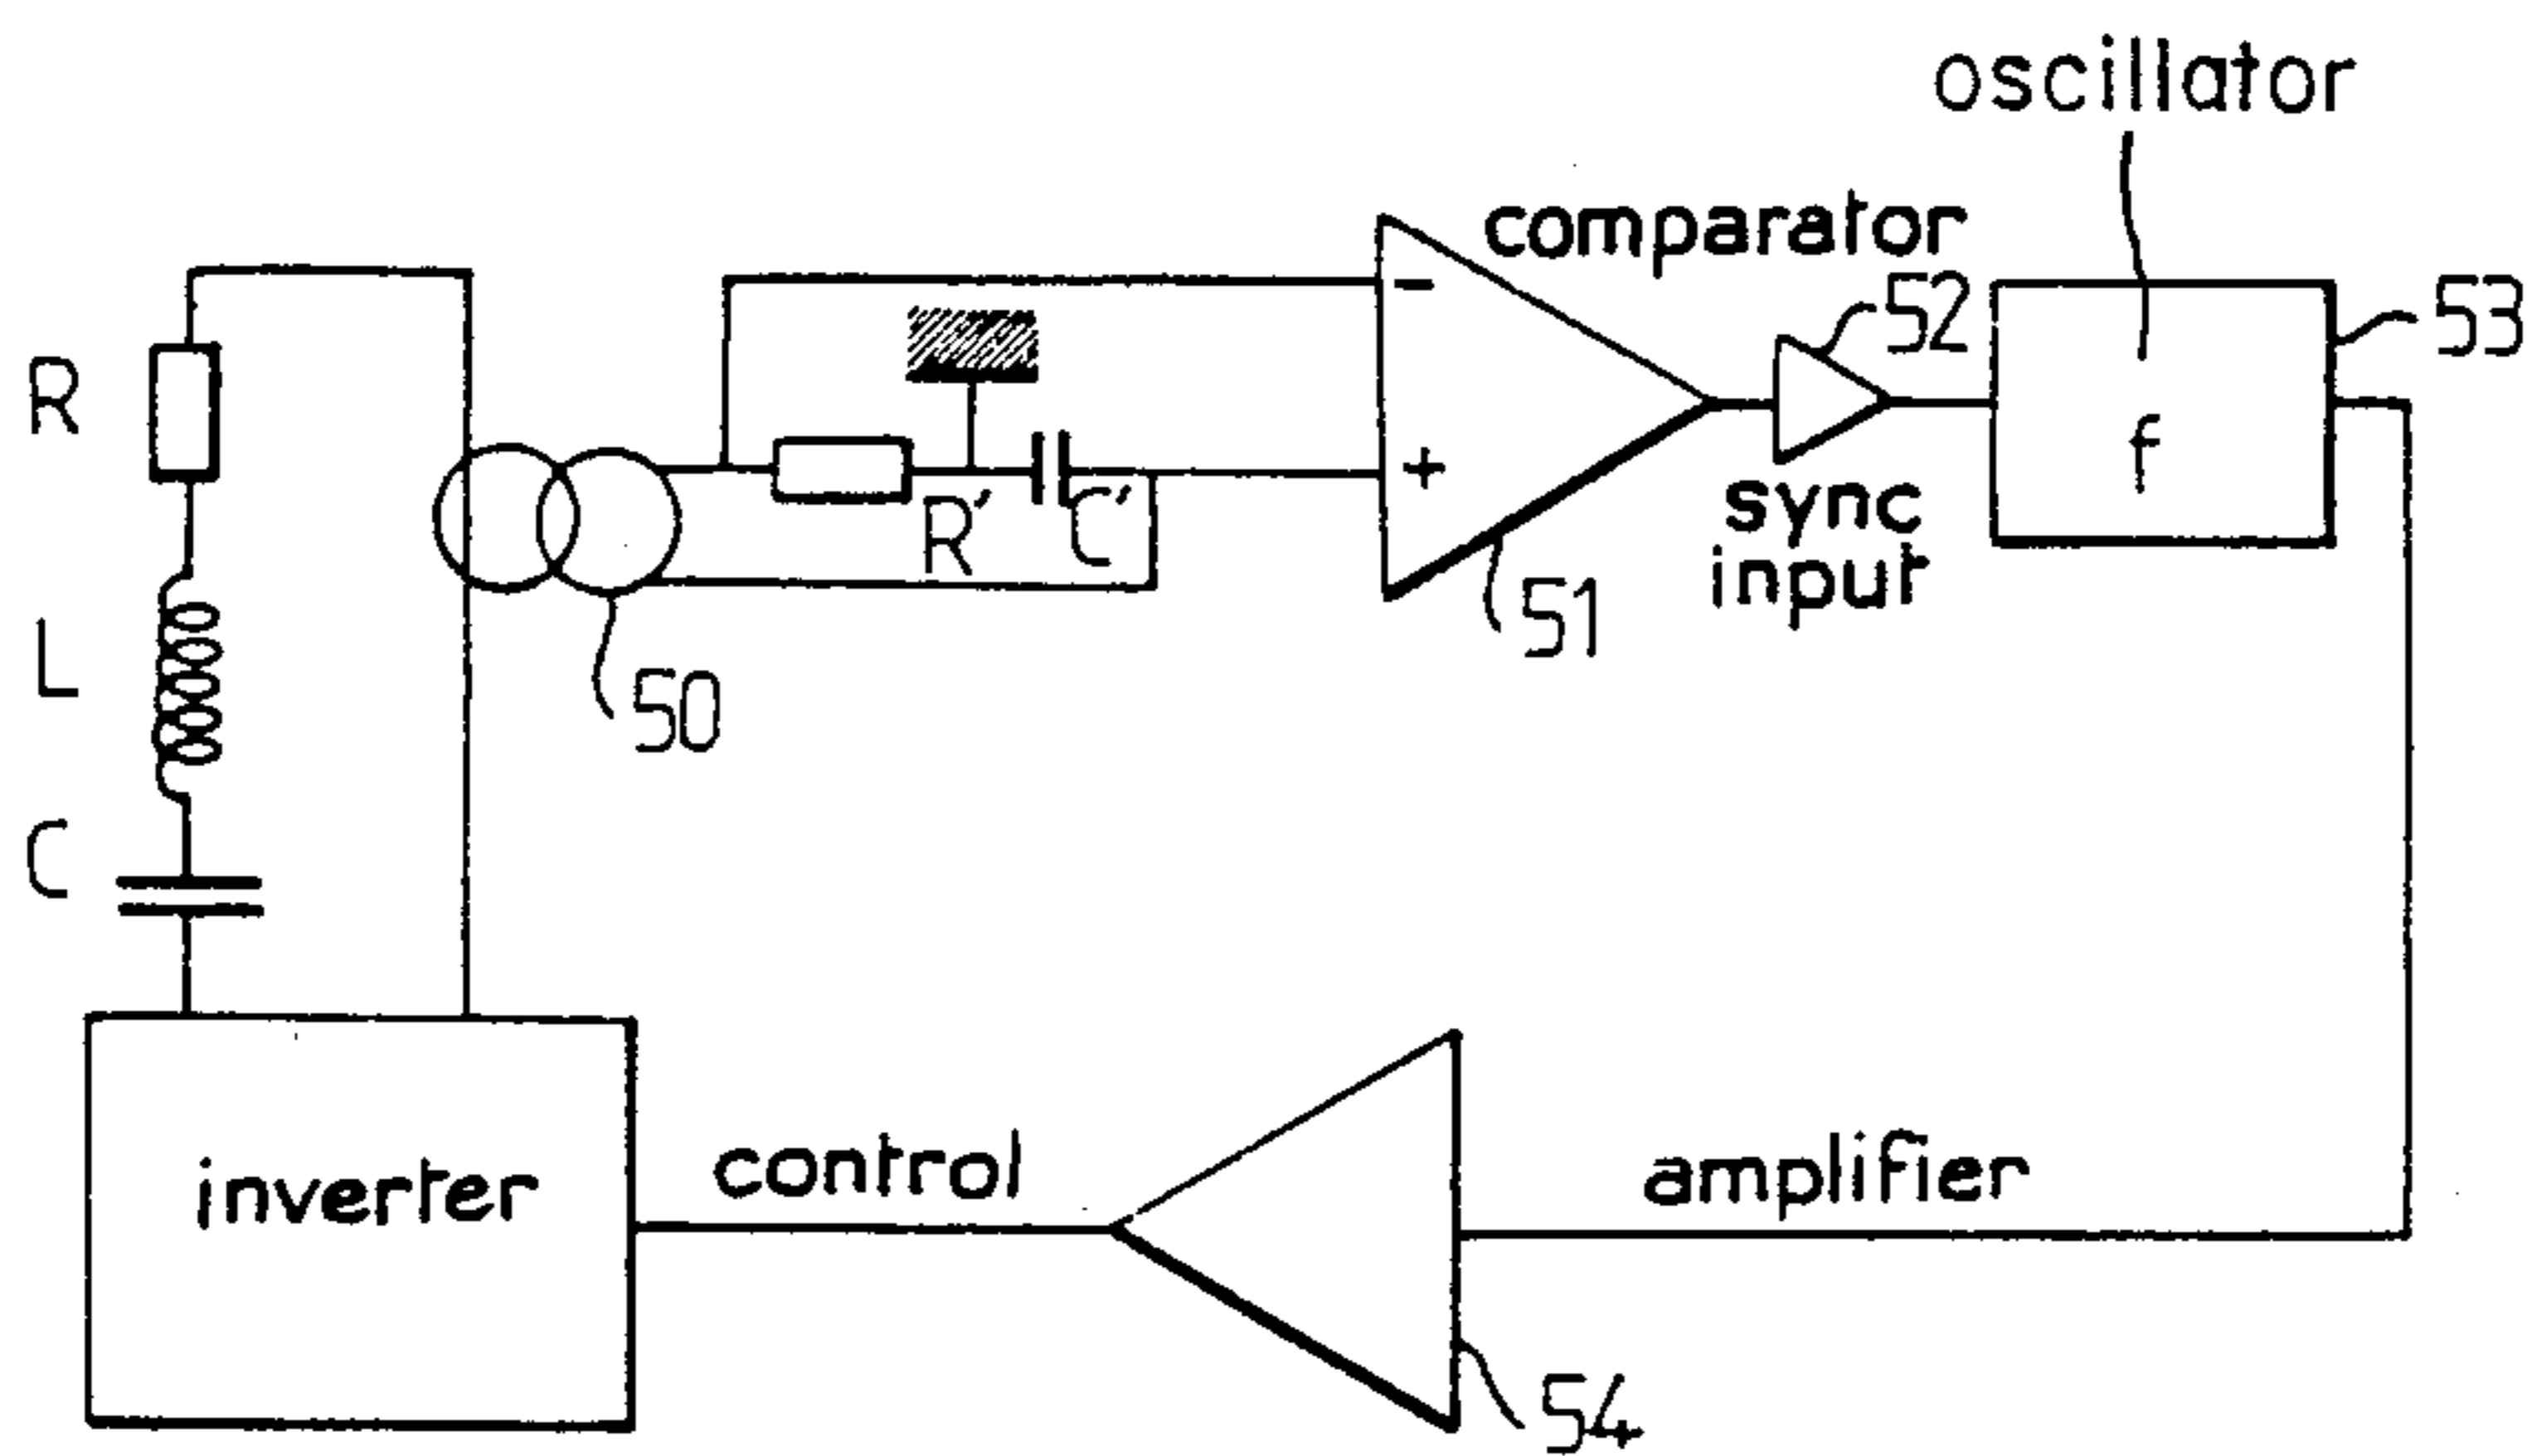 oscillator
comparator
52
53
R
-
f
+
R' C'
sync
input
51
L
50
C
inverter
control
amplifier
54